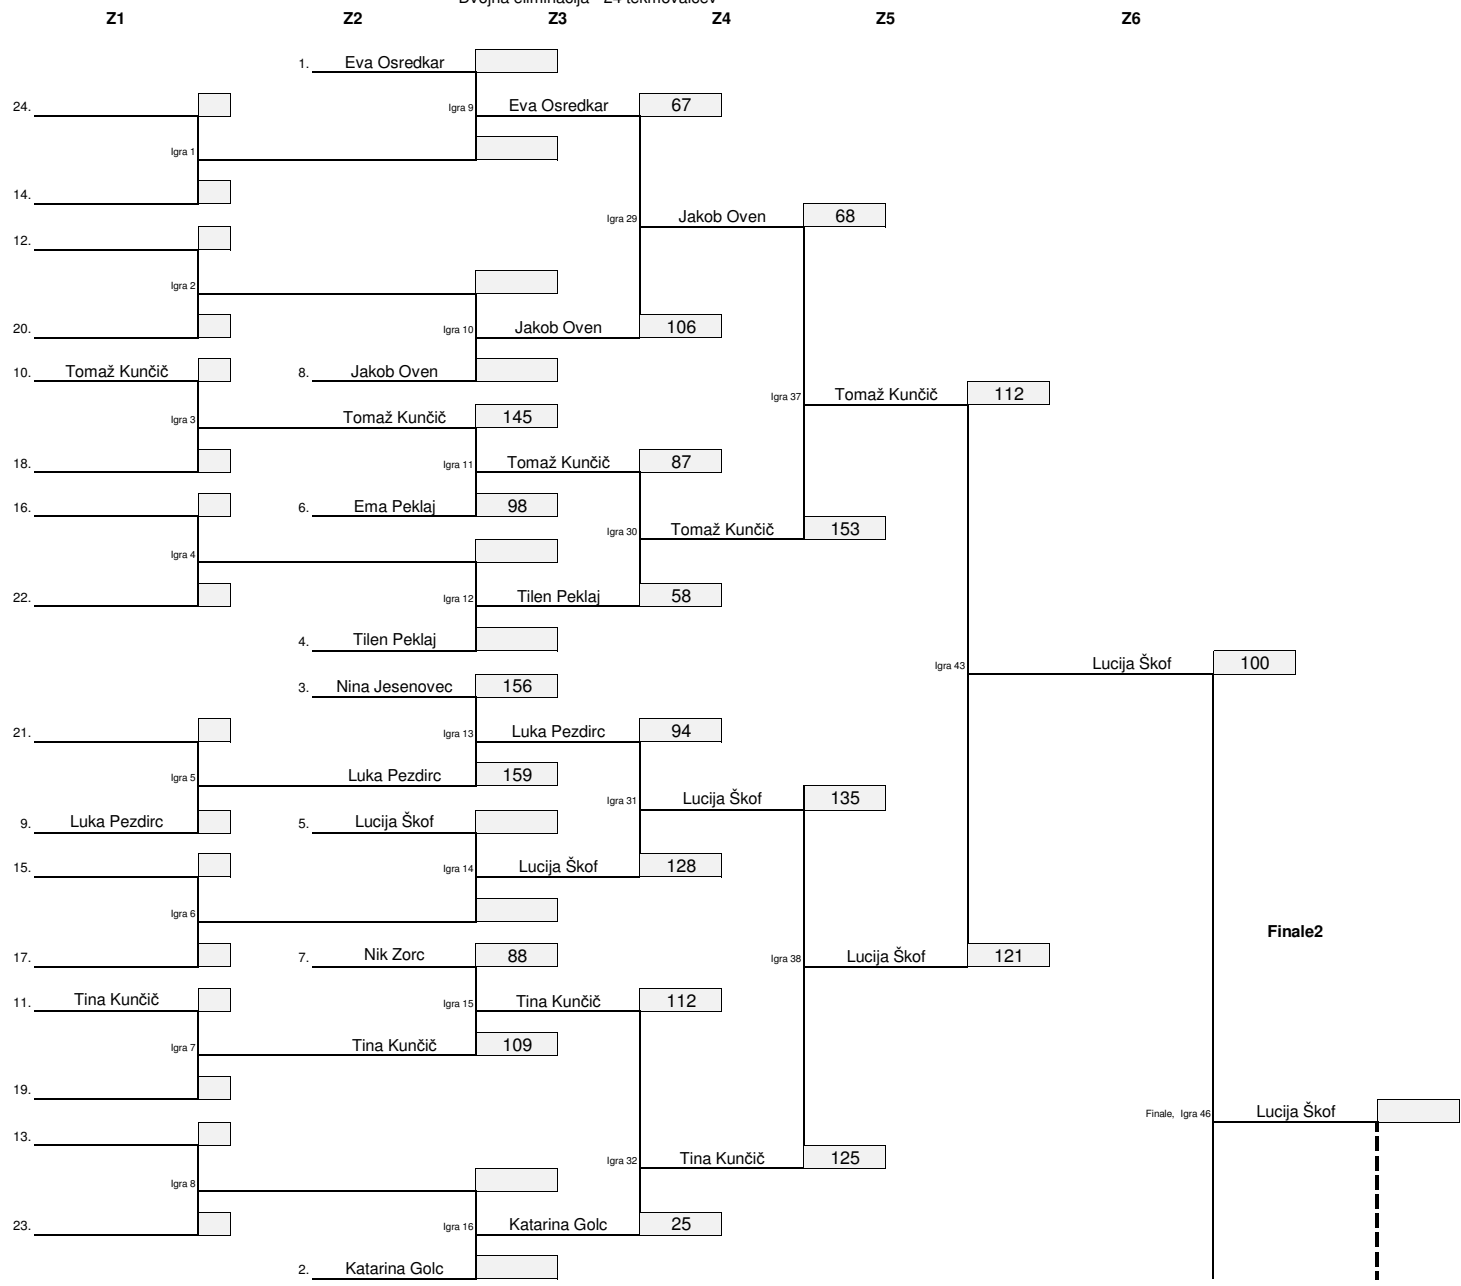 Dvojna eliminacija - 24 tekmovalcev
Z1 Z2 Z3 Z4 Z5 Z6
1. Eva Osredkar
24. Igra 9 Eva Osredkar 67
Igra 1
14. Igra 29 Jakob Oven 68
12.
Igra 2
20. Igra 10 Jakob Oven 106
10. Tomaž Kunčič 8. Jakob Oven
Igra 37 Tomaž Kunčič 112
Igra 3 Tomaž Kunčič 145
18. Igra 11 Tomaž Kunčič 87
16. 6. Ema Peklaj 98
Igra 30 Tomaž Kunčič 153
Igra 4
22. Igra 12 Tilen Peklaj 58
4. Tilen Peklaj
Igra 43 Lucija Škof 100
3. Nina Jesenovec 156
21. Igra 13 Luka Pezdirc 94
Igra 5 Luka Pezdirc 159
Igra 31 Lucija Škof 135
9. Luka Pezdirc 5. Lucija Škof
15. Igra 14 Lucija Škof 128
Igra 6
Finale2
17. 7. Nik Zorc 88 Igra 38 Lucija Škof 121
11. Tina Kunčič Igra 15 Tina Kunčič 112
Igra 7 Tina Kunčič 109
19.
Finale, Igra 46 Lucija Škof
13.
Igra 32 Tina Kunčič 125
Igra 8
23. Igra 16 Katarina Golc 25
2. Katarina Golc